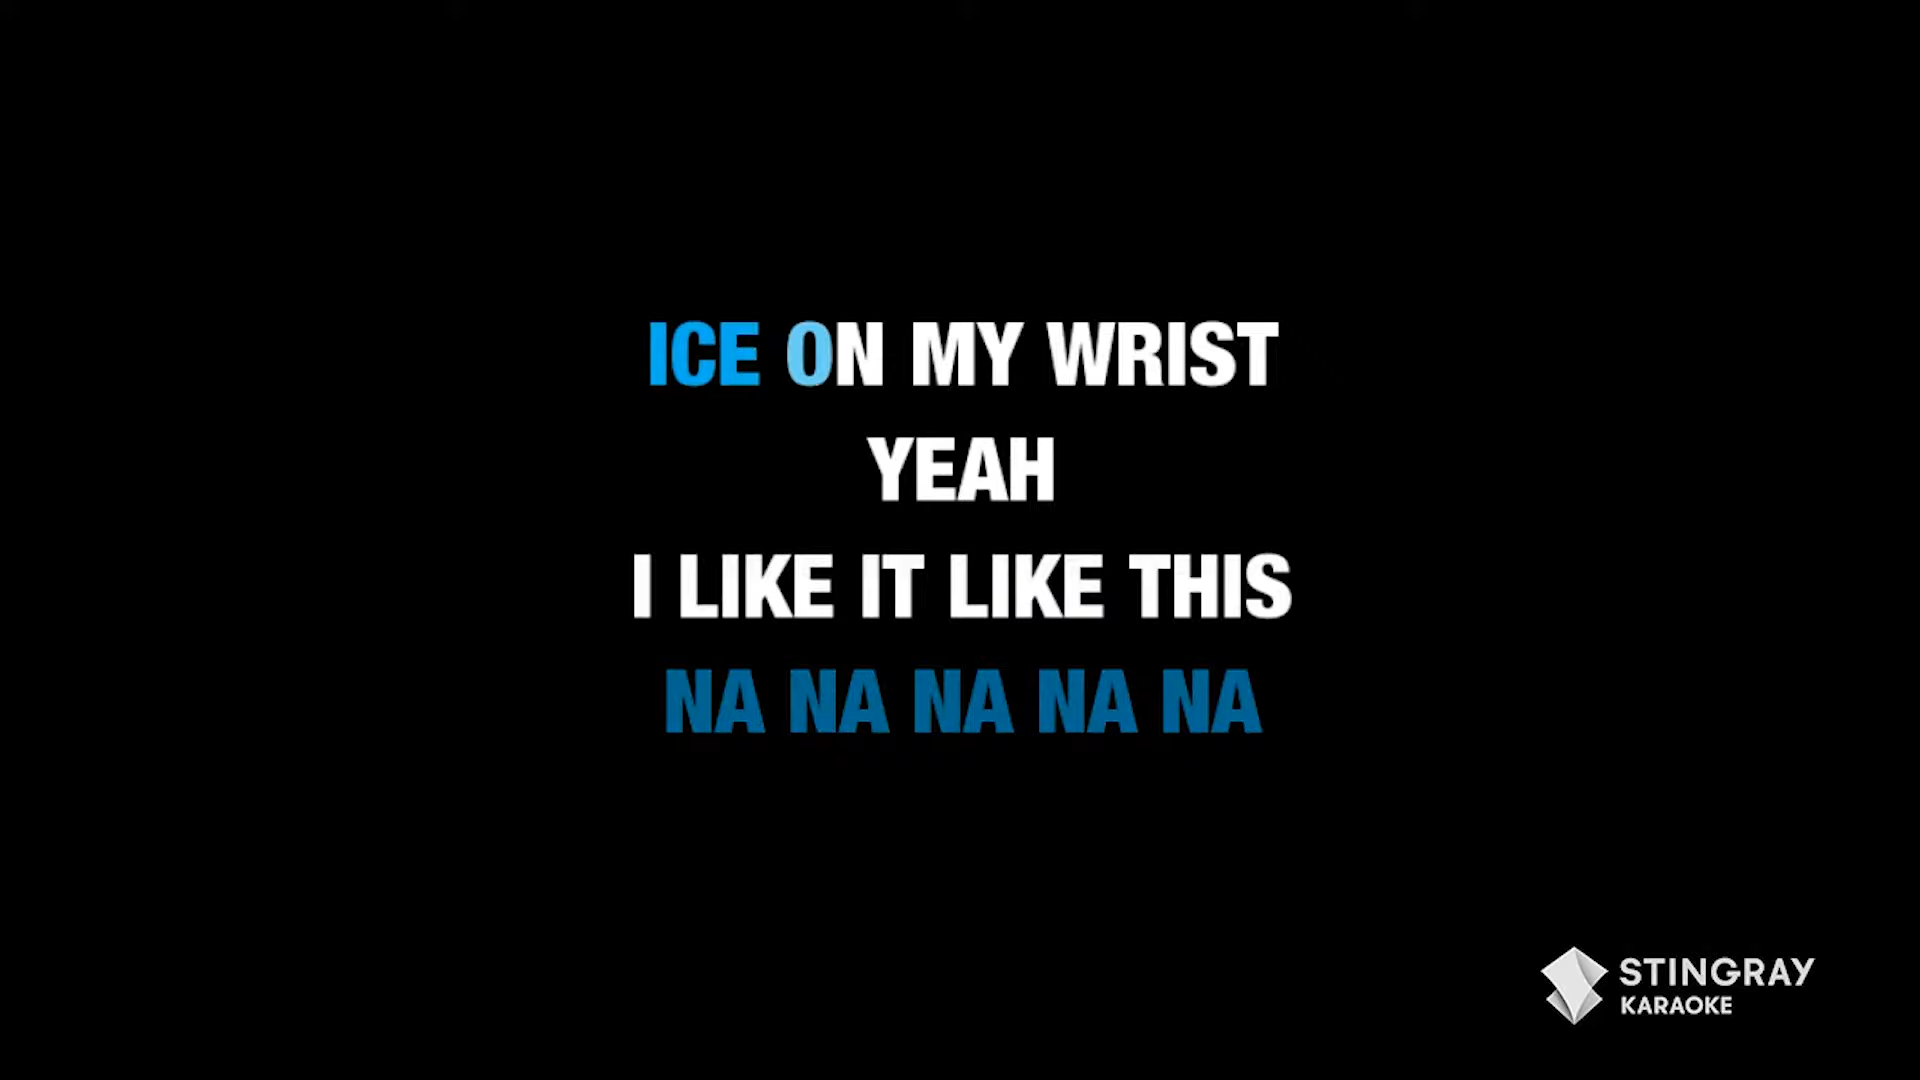 ICE ON MY WRIST
YEAH
I LIKE IT LIKE THIS
NA NA NA NA NA
STINGRAY
KARAOKE